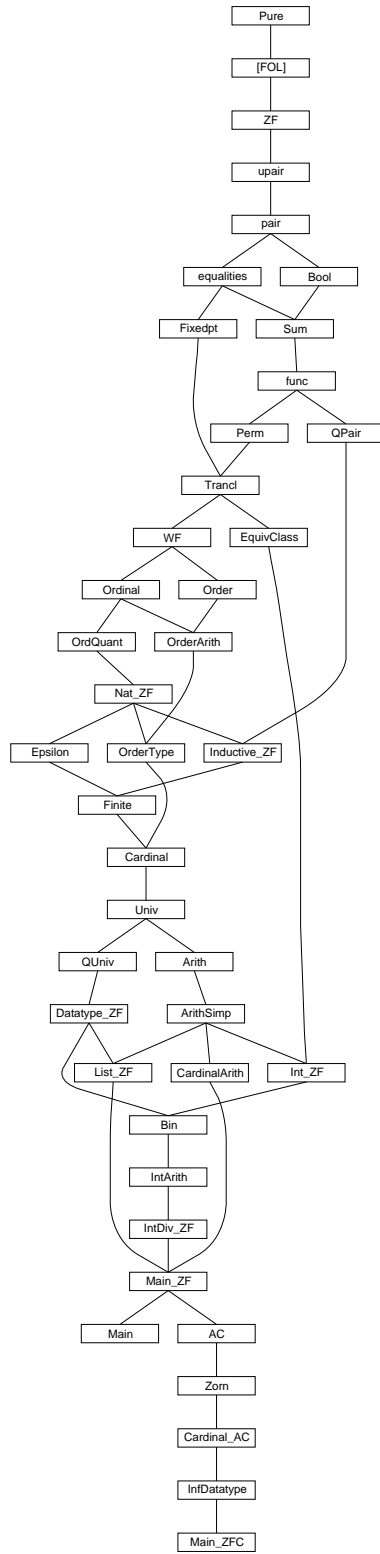 Pure
[FOL]
ZF
upair
pair
equalities
Bool
Fixedpt
Sum
func
Perm
QPair
Trancl
WF
EquivClass
Ordinal
Order
OrdQuant
OrderArith
Nat_ZF
Epsilon
OrderType
Inductive_ZF
Finite
Cardinal
Univ
QUniv
Arith
Datatype_ZF
ArithSimp
List_ZF
CardinalArith
Int_ZF
Bin
IntArith
IntDiv_ZF
Main_ZF
Main
AC
Zorn
Cardinal_AC
InfDatatype
Main_ZFC